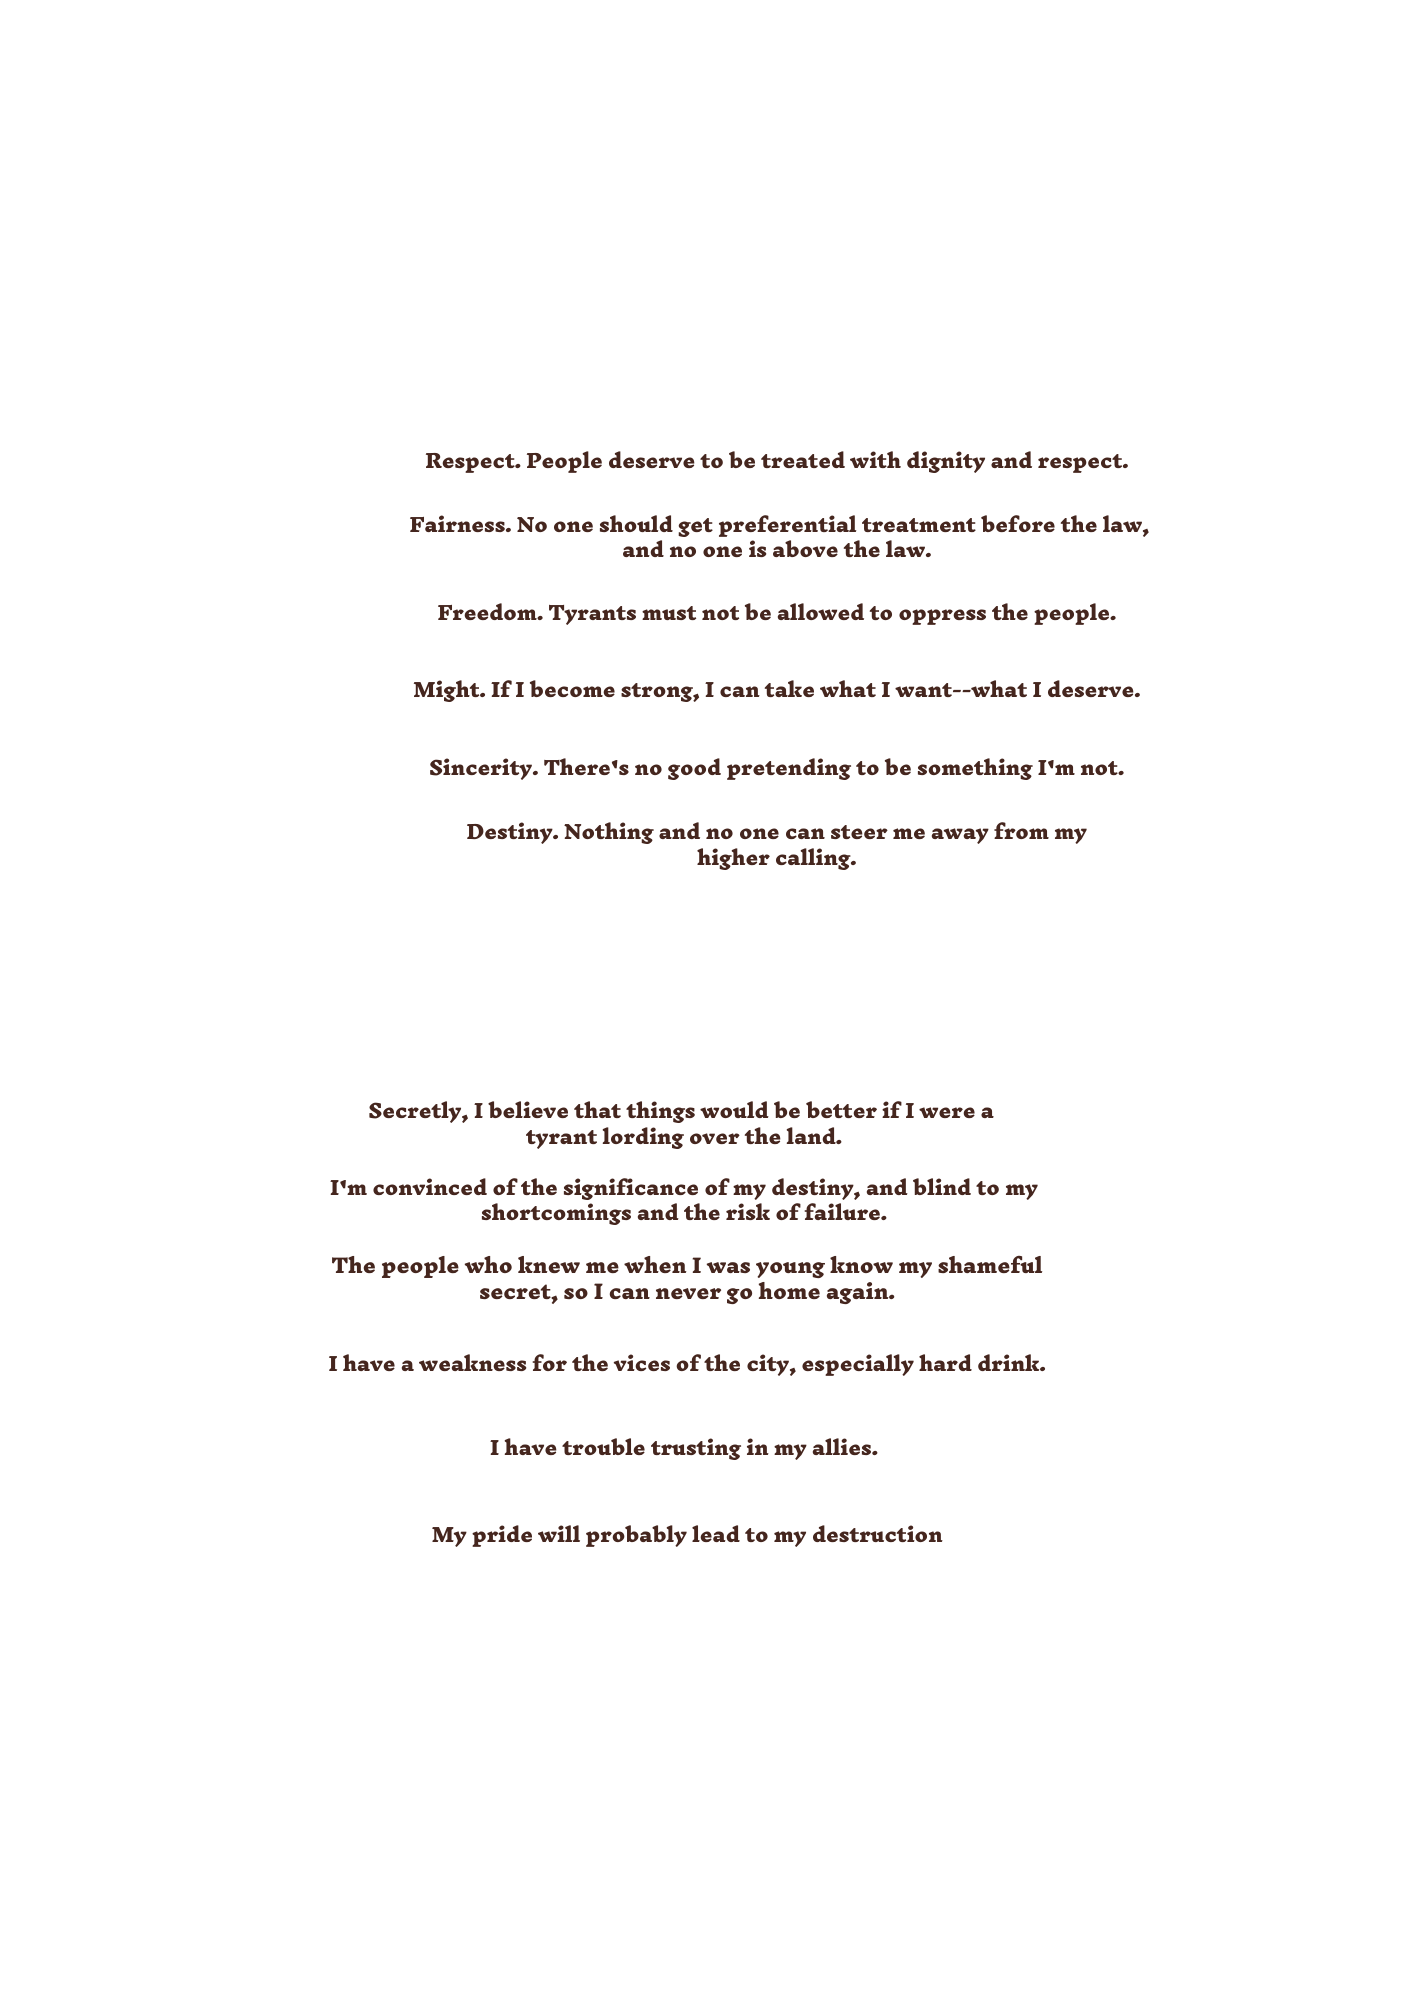 Respect. People deserve to be treated with dignity and respect.
Fairness. No one should get preferential treatment before the law,
and no one is above the law.
Freedom. Tyrants must not be allowed to oppress the people.
Might. If I become strong, I can take what I want--what I deserve.
Sincerity. There's no good pretending to be something I'm not.
Destiny. Nothing and no one can steer me away from my
higher calling.
Secretly, I believe that things would be better if I were a
tyrant lording over the land.
I'm convinced of the significance of my destiny, and blind to my
shortcomings and the risk of failure.
The people who knew me when I was young know my shameful
secret, so I can never go home again.
I have a weakness for the vices of the city, especially hard drink.
I have trouble trusting in my allies.
My pride will probably lead to my destruction